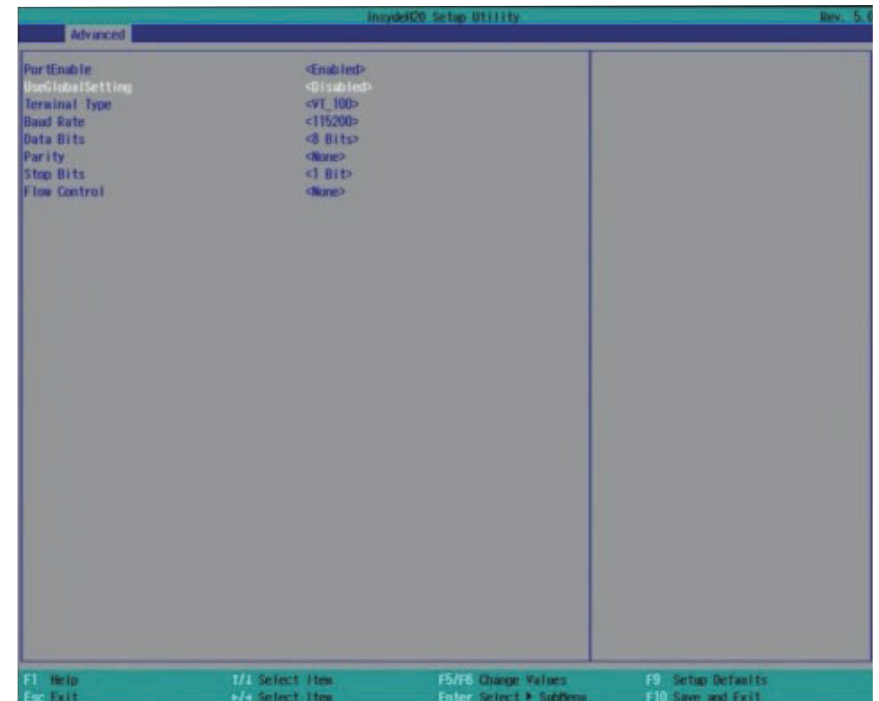 InsydeH20 Setup Utility Rev. 5.0
Advanced
PortEnable <Enabled>
UseGlobalSetting <Disabled>
Terminal Type <VT_100>
Baud Rate <115200>
Data Bits <8 Bits>
Parity <None>
Stop Bits <1 Bit>
Flow Control <None>
F1 Help ↑/↓ Select Item F5/F6 Change Values F9 Setup Defaults
Esc Exit ←/→ Select Item Enter Select ▶ SubMenu F10 Save and Exit